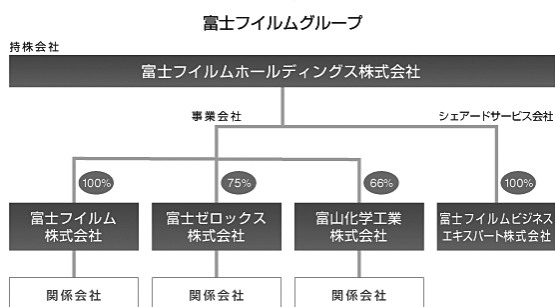 富士フイルムグループ
持株会社
富士フイルムホールディングス株式会社
事業会社
シェアードサービス会社
100%
75%
66%
100%
富士フイルム
株式会社
富士ゼロックス
株式会社
富山化学工業
株式会社
富士フイルムビジネス
エキスパート株式会社
関係会社
関係会社
関係会社